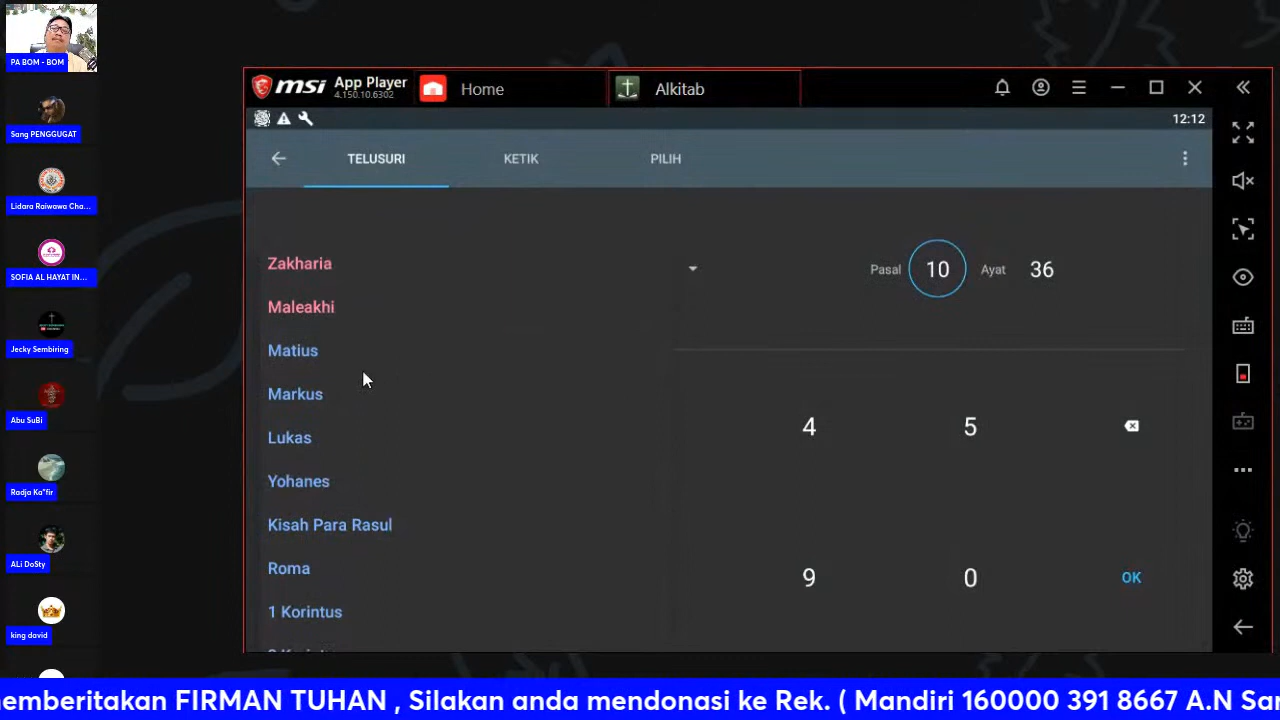 PA BOM - BOM
Sang PENGGUGAT
Lidara Raiwawa Cha...
SOFIA AL HAYAT IN...
Jecky Sembiring
Abu SuBi
Radja Ka"fir
ALi DoSty
king david
msi App Player
4.150.10.6302
Home
Alkitab
12:12
TELUSURI
KETIK
PILIH
Zakharia
Maleakhi
Matius
Markus
Lukas
Yohanes
Kisah Para Rasul
Roma
1 Korintus
Pasal 10 Ayat 36
4 5
9 0 OK
memberitakan FIRMAN TUHAN , Silakan anda mendonasi ke Rek. ( Mandiri 160000 391 8667 A.N Sa